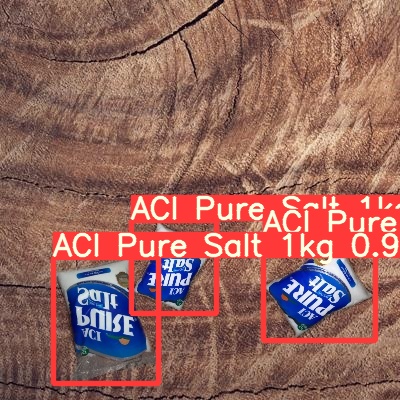 ACI Pure Salt 1k
ACI Pure
ACI Pure Salt 1kg 0.9
ACI
PURE
Salt
ACI
PURE
Salt
ACI
PURE
Salt